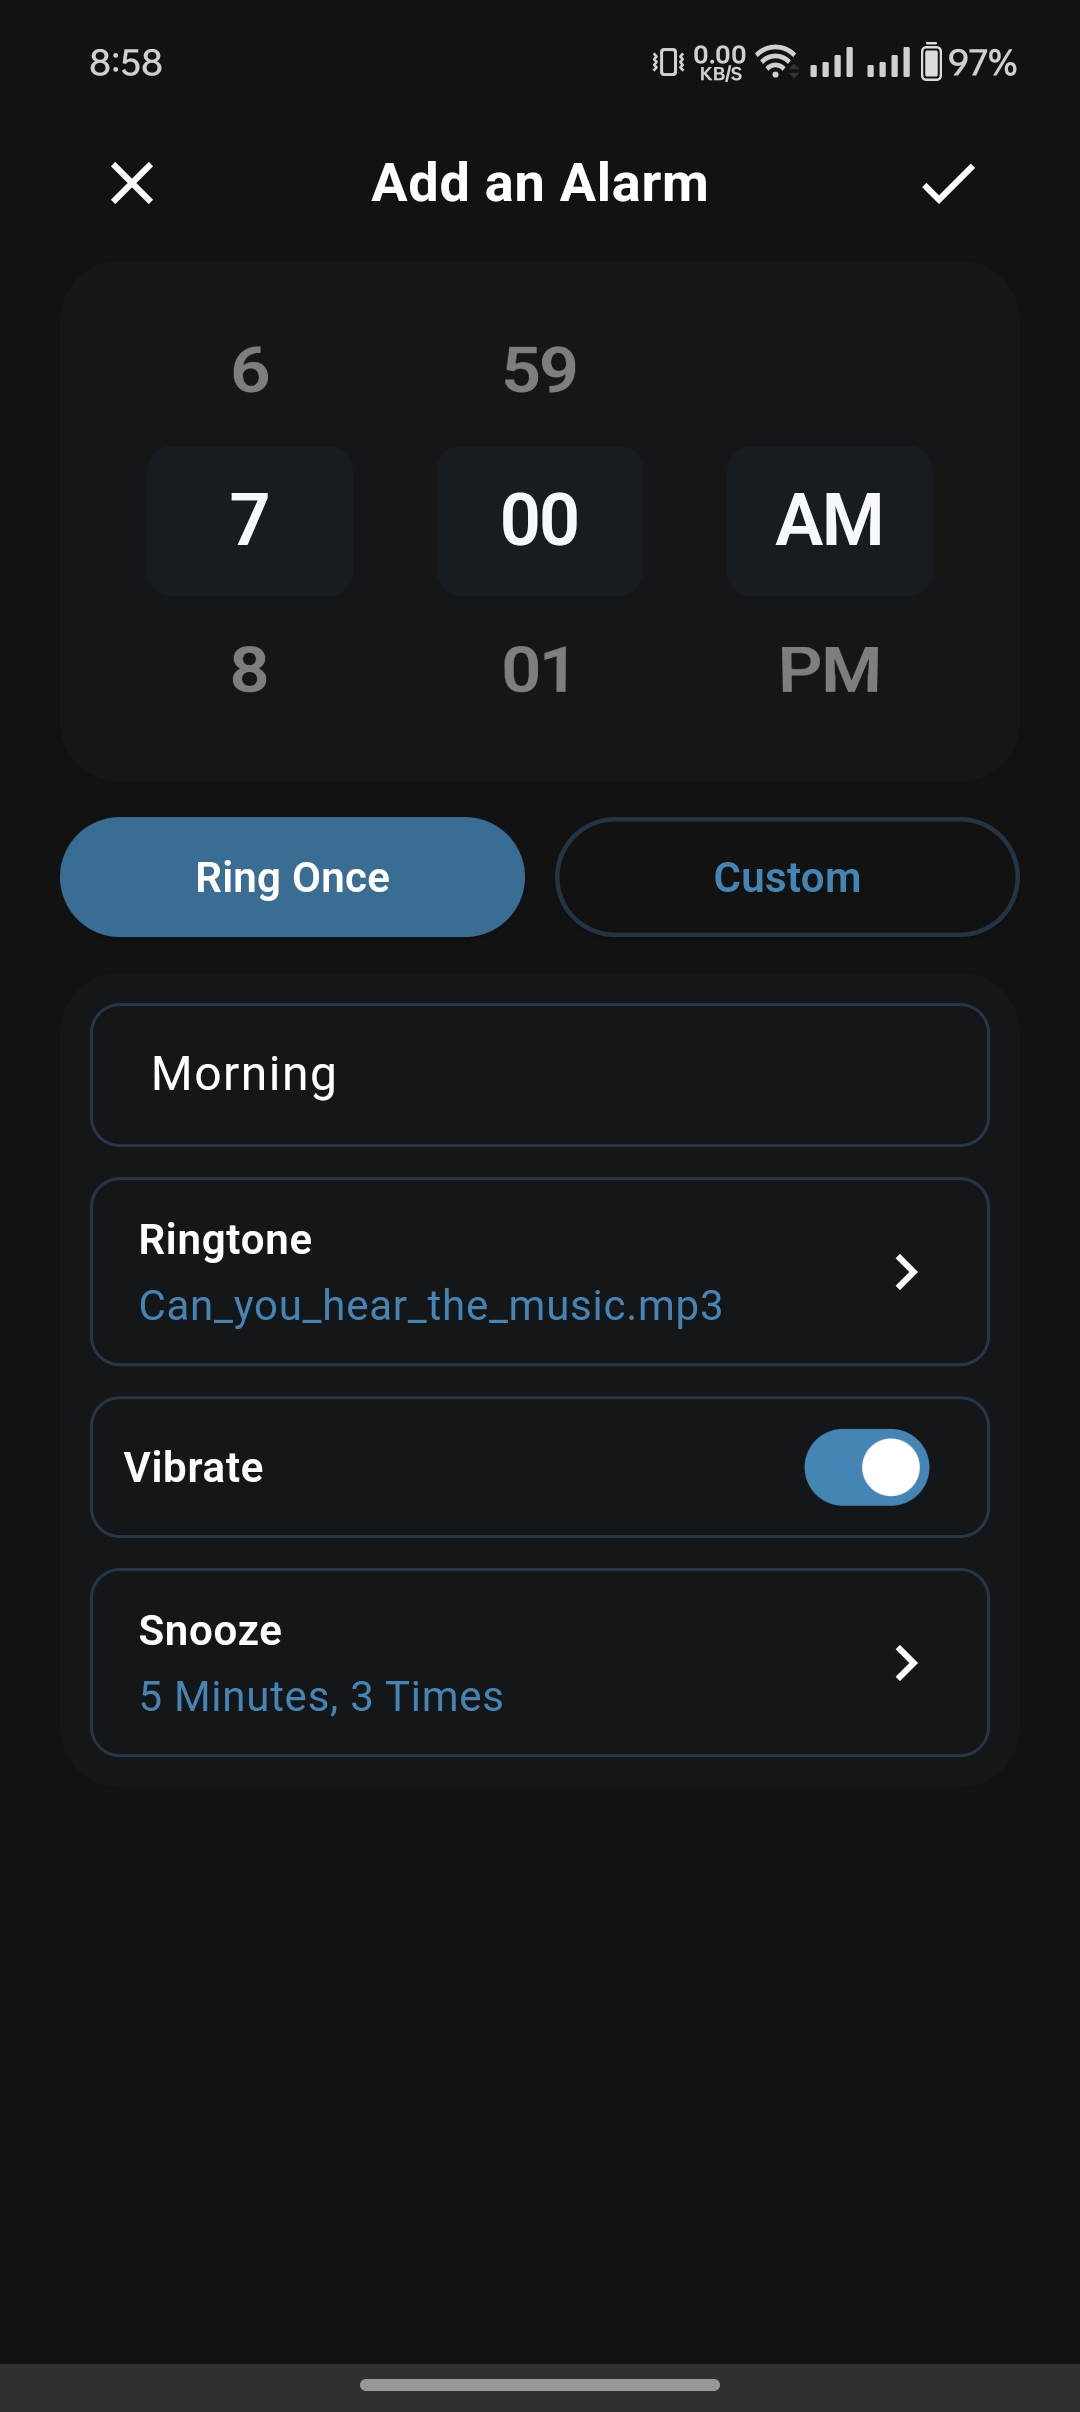 8:58 0.00 KB/S 97%
Add an Alarm
6 59
7 00 AM
8 01 PM
Ring Once Custom
Morning
Ringtone
Can_you_hear_the_music.mp3
Vibrate
Snooze
5 Minutes, 3 Times